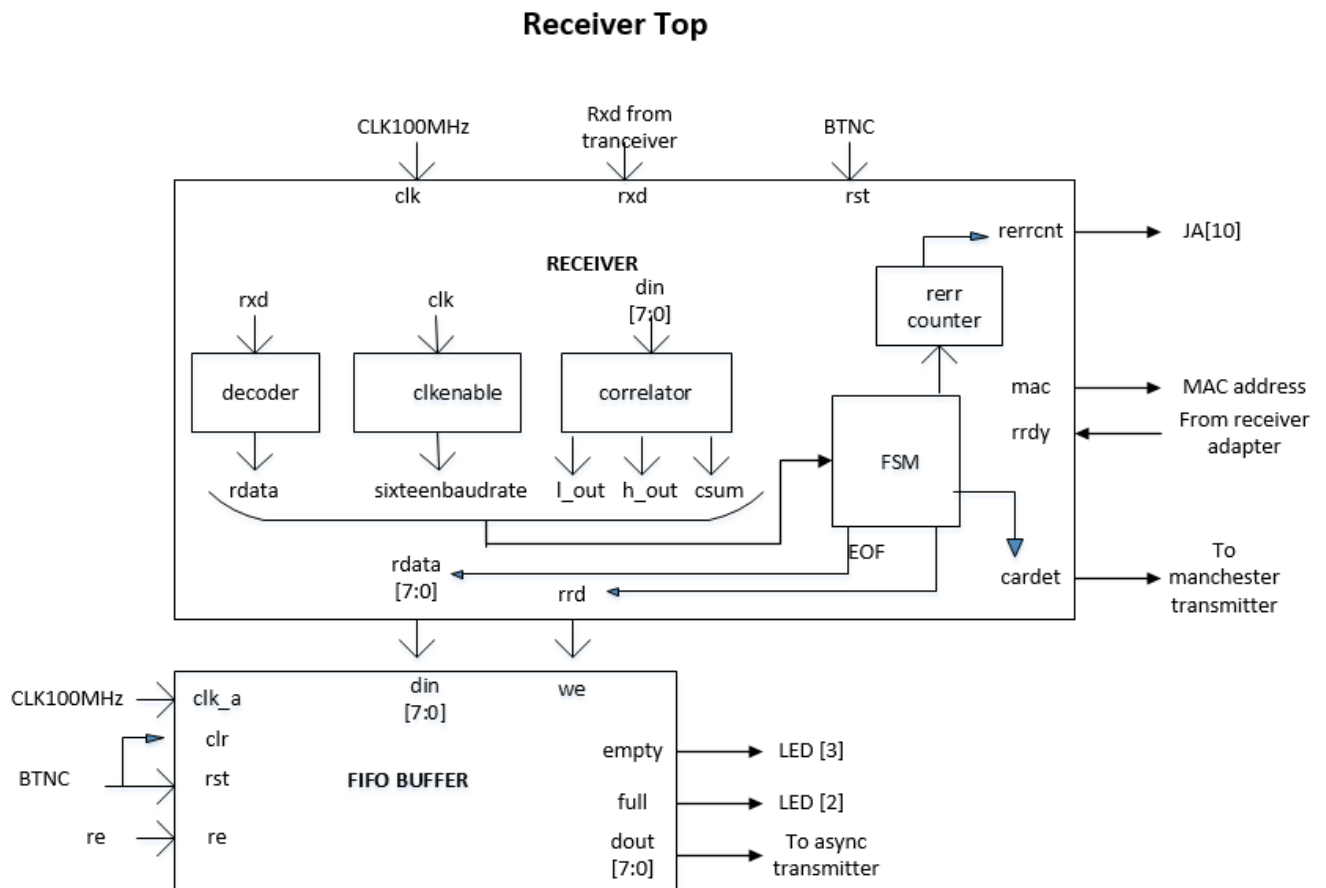 Receiver Top
CLK100MHz
Rxd from
tranceiver
BTNC
clk
rxd
rst
rerrcnt
JA[10]
RECEIVER
rxd
clk
din
[7:0]
rerr
counter
decoder
clkenable
correlator
mac
MAC address
rrdy
From receiver
adapter
FSM
rdata
sixteenbaudrate
l_out
h_out
csum
EOF
rdata
[7:0]
rrd
cardet
To
manchester
transmitter
CLK100MHz
clk_a
din
[7:0]
we
clr
empty
LED [3]
BTNC
rst
FIFO BUFFER
full
LED [2]
re
re
dout
[7:0]
To async
transmitter